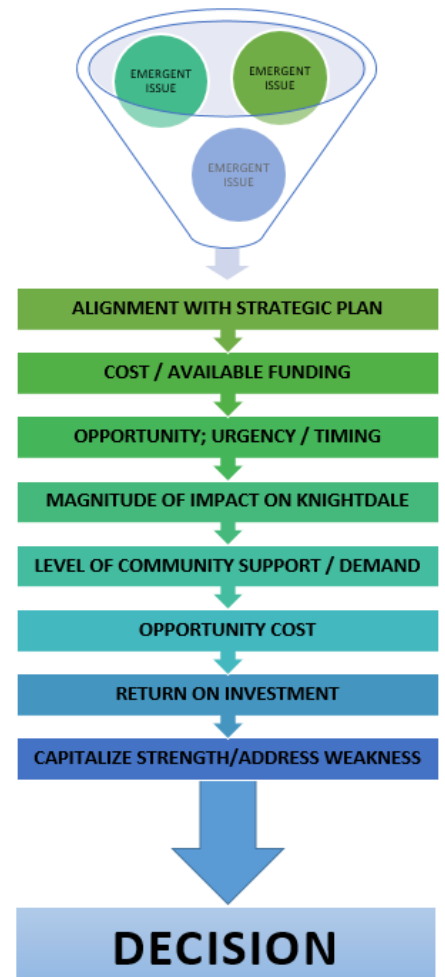 EMERGENT
ISSUE
EMERGENT
ISSUE
EMERGENT
ISSUE
ALIGNMENT WITH STRATEGIC PLAN
COST / AVAILABLE FUNDING
OPPORTUNITY; URGENCY / TIMING
MAGNITUDE OF IMPACT ON KNIGHTDALE
LEVEL OF COMMUNITY SUPPORT / DEMAND
OPPORTUNITY COST
RETURN ON INVESTMENT
CAPITALIZE STRENGTH/ADDRESS WEAKNESS
DECISION